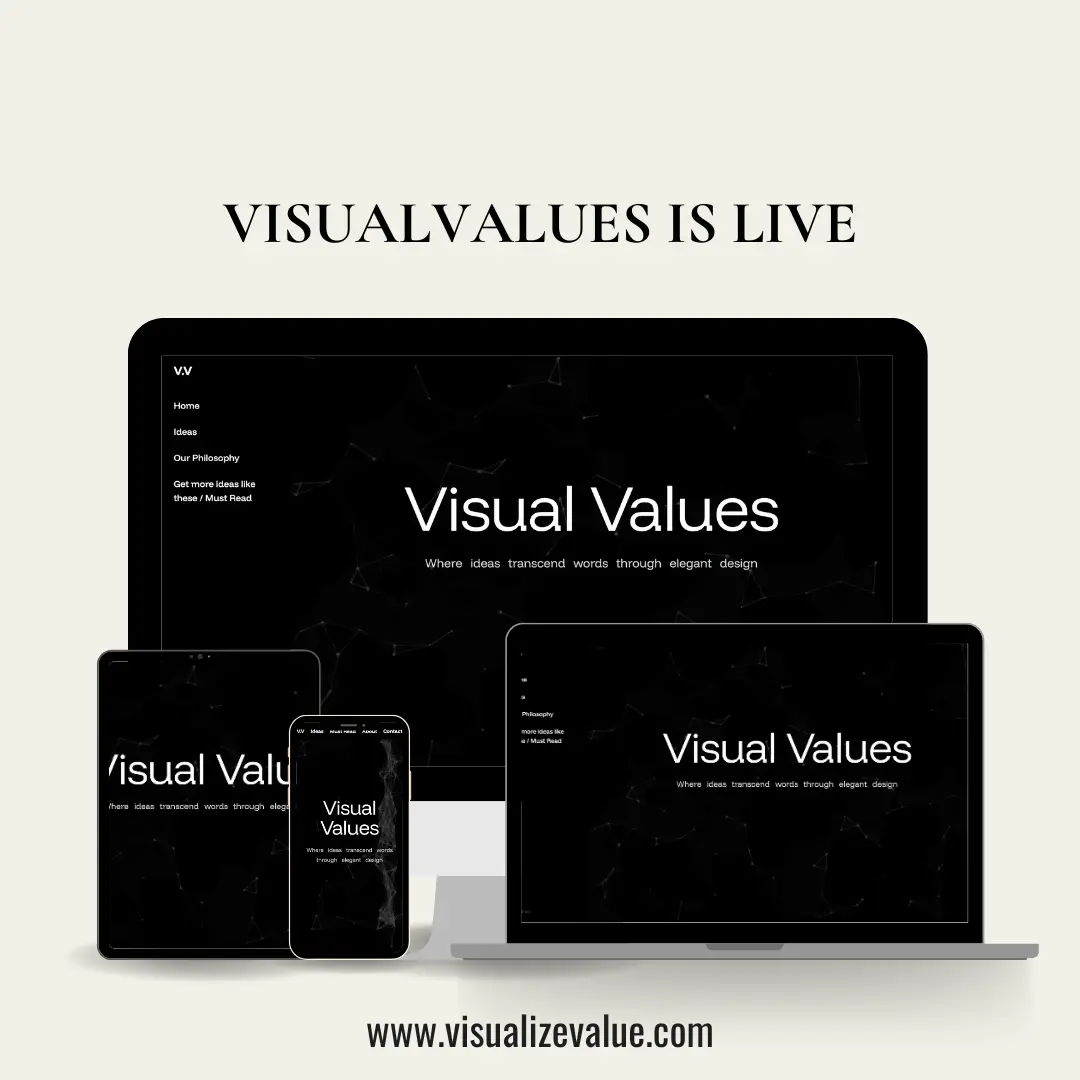 VISUALVALUES IS LIVE
V.V
Home
Ideas
Our Philosophy
Get more ideas like
these / Must Read
Visual Values
Where ideas transcend words through elegant design
Visual Valu
here ideas transcend words through elega
V.V Ideas Must Read About Contact
Visual
Values
Where ideas transcend words
through elegant design
Philosophy
more ideas like
e / Must Read
Visual Values
Where ideas transcend words through elegant design
www.visualizevalue.com